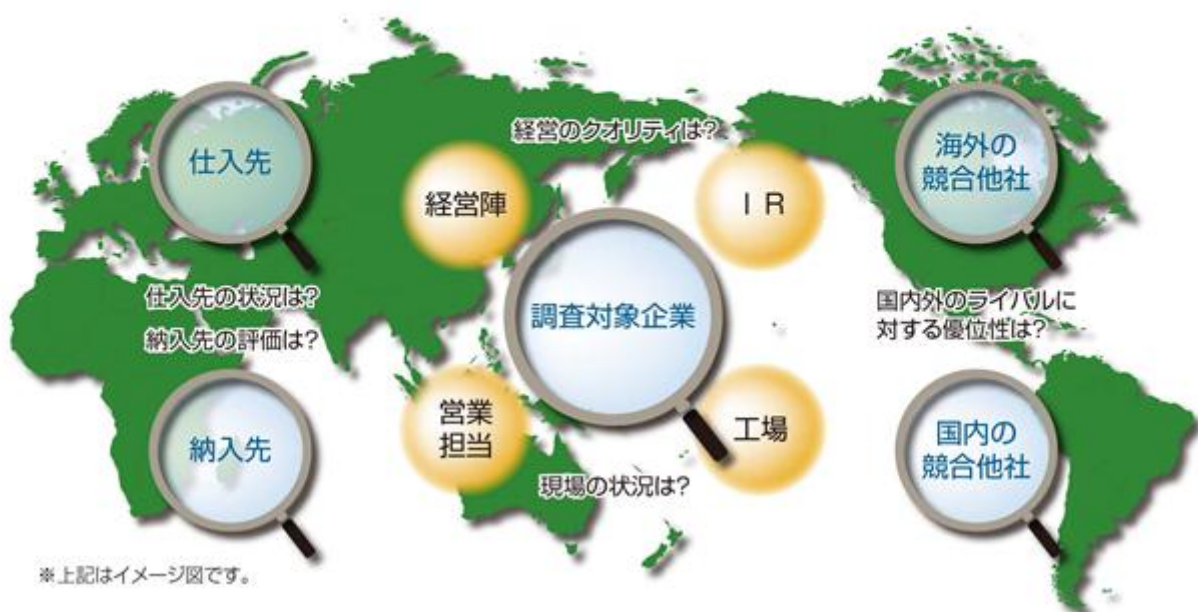 仕入先
経営のクオリティは?
海外の
競合他社
経営陣
I R
調査対象企業
仕入先の状況は?
納入先の評価は?
国内外のライバルに
対する優位性は?
営業
担当
工場
納入先
国内の
競合他社
現場の状況は?
※上記はイメージ図です。